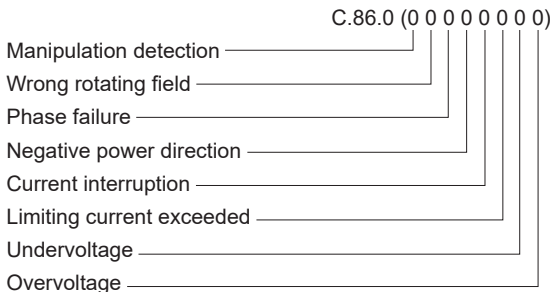 C.86.0 (0 0 0 0 0 0 0 0)
Manipulation detection
Wrong rotating field
Phase failure
Negative power direction
Current interruption
Limiting current exceeded
Undervoltage
Overvoltage